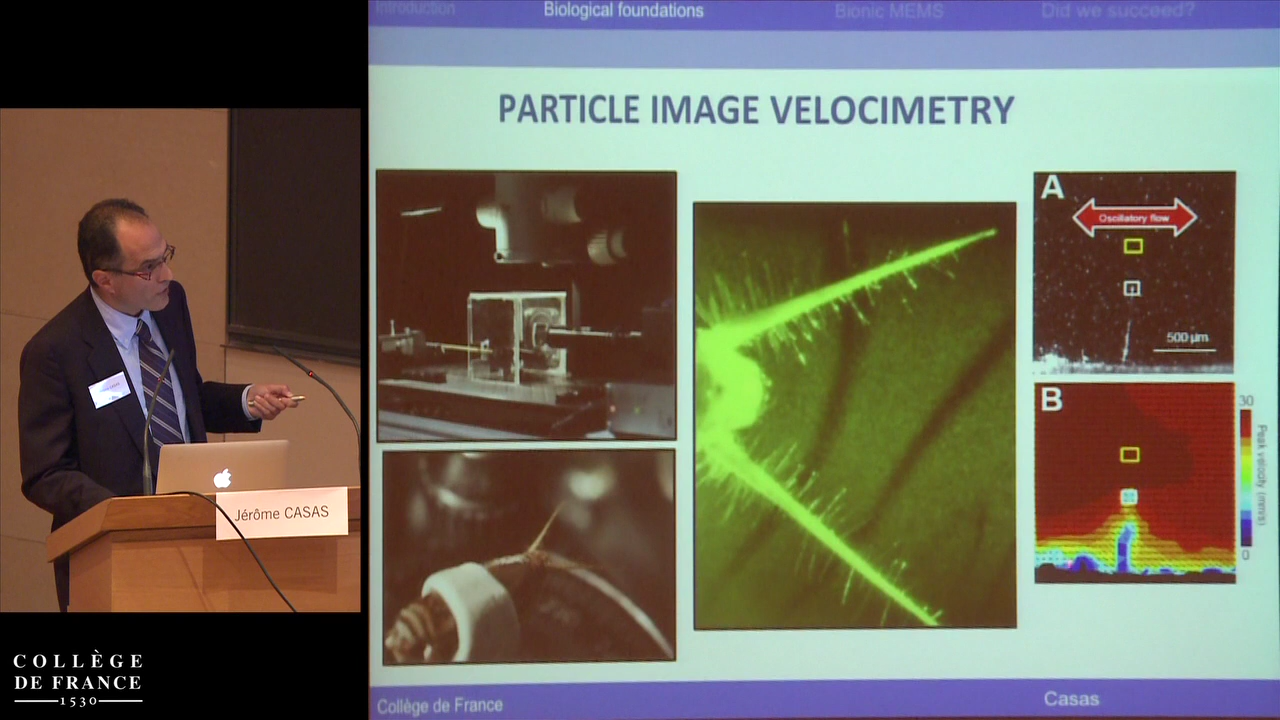 Introduction
Biological foundations
Bionic MEMS
Did we succeed?
PARTICLE IMAGE VELOCIMETRY
A
Oscillatory flow
500 µm
B
30
Peak velocity (mm/s)
0
Jérôme CASAS
COLLÈGE
DE FRANCE
1530
Collège de France
Casas